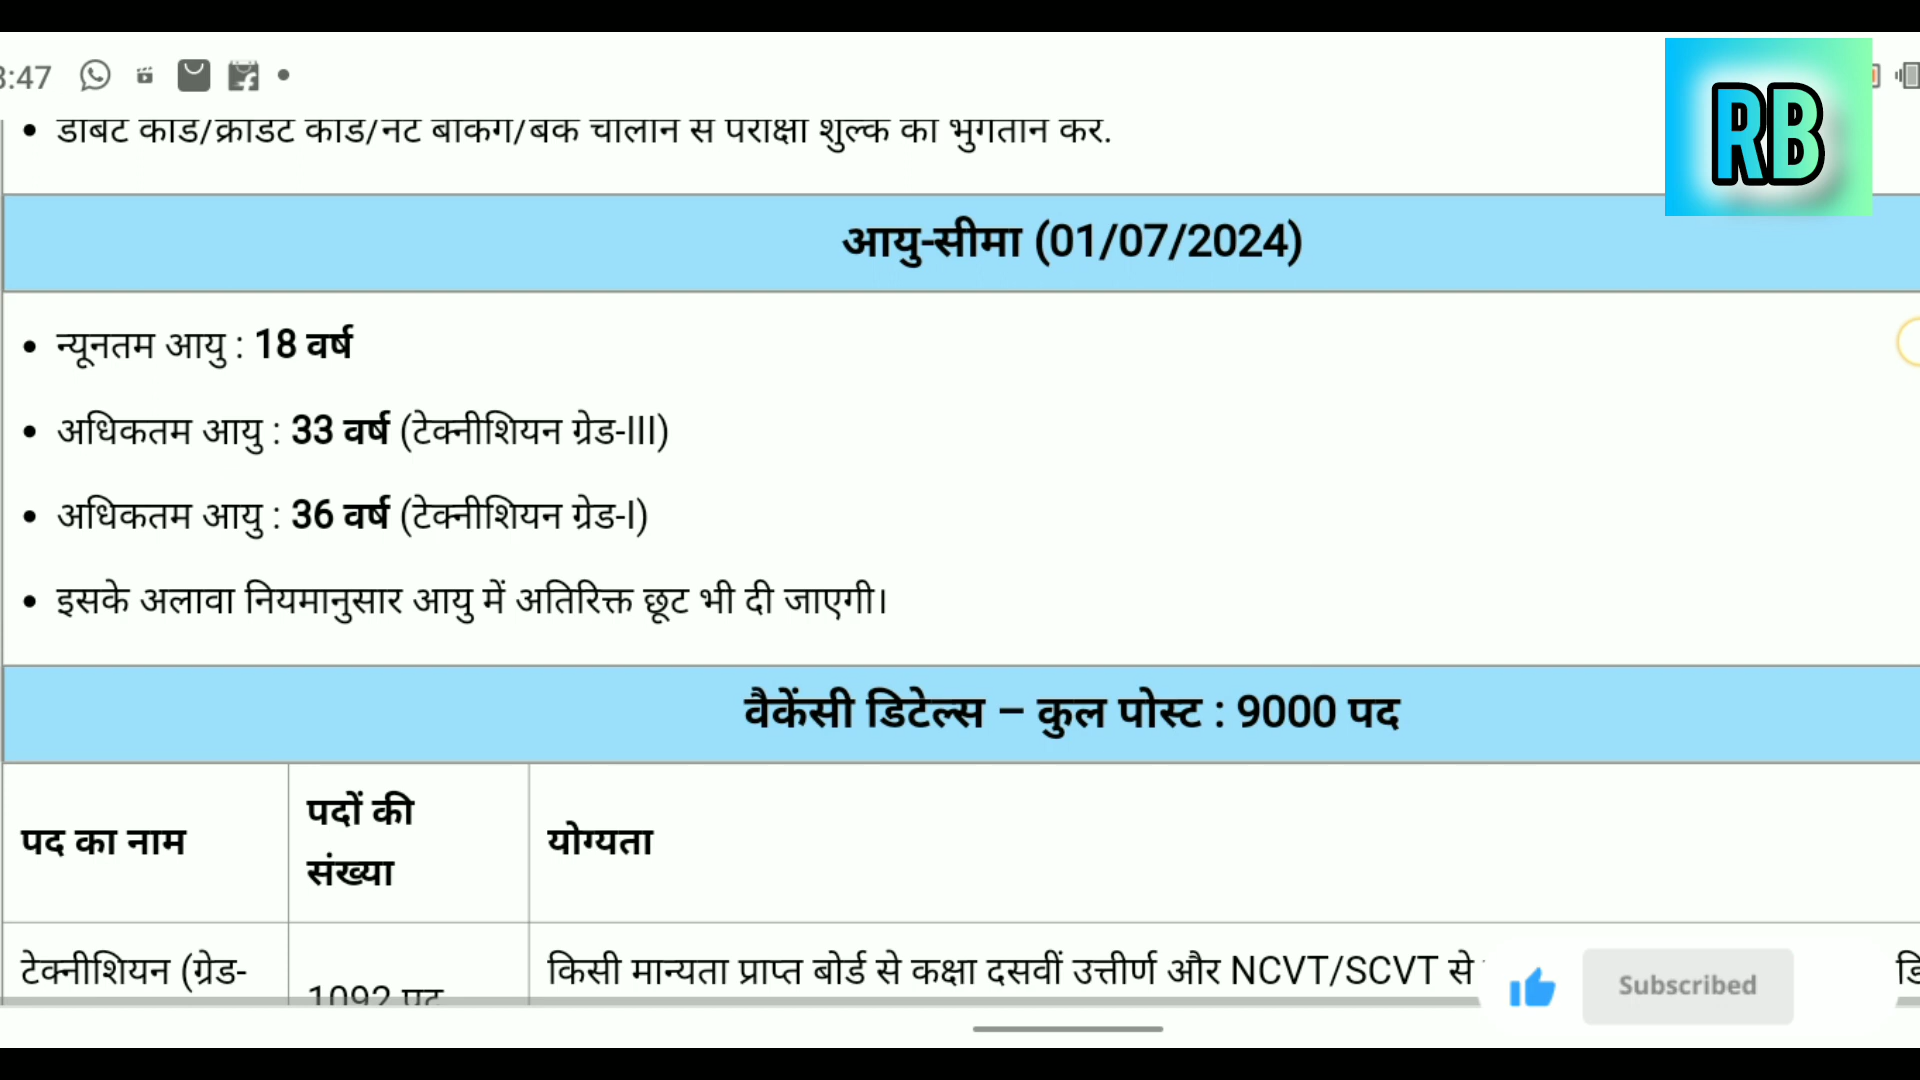 3:47
RB
• डेबिट कार्ड/क्रेडिट कार्ड/नेट बैंकिंग/बैंक चालान से परीक्षा शुल्क का भुगतान करें.
आयु-सीमा (01/07/2024)
• न्यूनतम आयु : 18 वर्ष
• अधिकतम आयु : 33 वर्ष (टेक्नीशियन ग्रेड-III)
• अधिकतम आयु : 36 वर्ष (टेक्नीशियन ग्रेड-I)
• इसके अलावा नियमानुसार आयु में अतिरिक्त छूट भी दी जाएगी।
वैकेंसी डिटेल्स – कुल पोस्ट : 9000 पद
पद का नाम
पदों की
संख्या
योग्यता
टेक्नीशियन (ग्रेड-
1092 पद
किसी मान्यता प्राप्त बोर्ड से कक्षा दसवीं उत्तीर्ण और NCVT/SCVT से
Subscribed